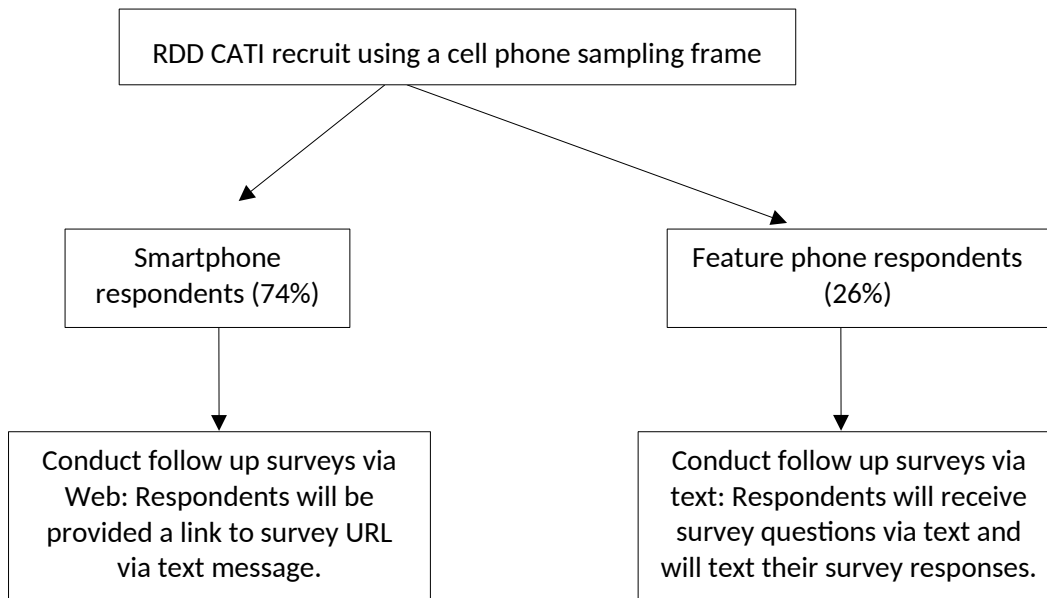 RDD CATI recruit using a cell phone sampling frame
Smartphone
respondents (74%)
Feature phone respondents
(26%)
Conduct follow up surveys via
Web: Respondents will be
provided a link to survey URL
via text message.
Conduct follow up surveys via
text: Respondents will receive
survey questions via text and
will text their survey responses.